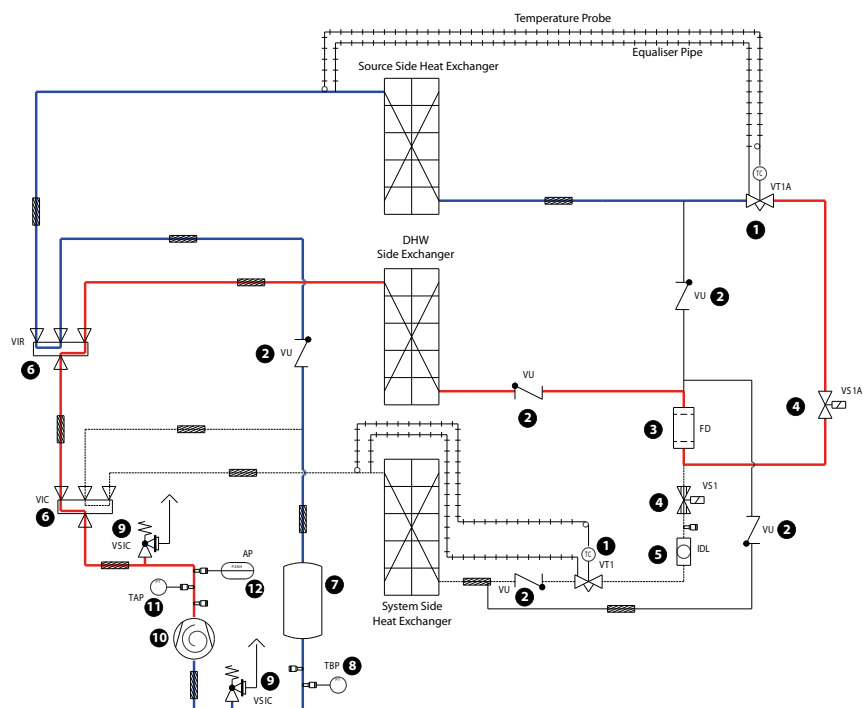 Temperature Probe
Equaliser Pipe
Source Side Heat Exchanger
TC
VT1A
1
DHW
Side Exchanger
VU 2
VIR
6
2 VU
VU
2
3 FD
4
VS1A
VS1
4
VIC
6
9
VSIC
AP
12
TAP
11
10
7
1
TC
VT1
5 IDL
VU 2
VU
2
System Side
Heat Exchanger
TBP 8
9
VSIC